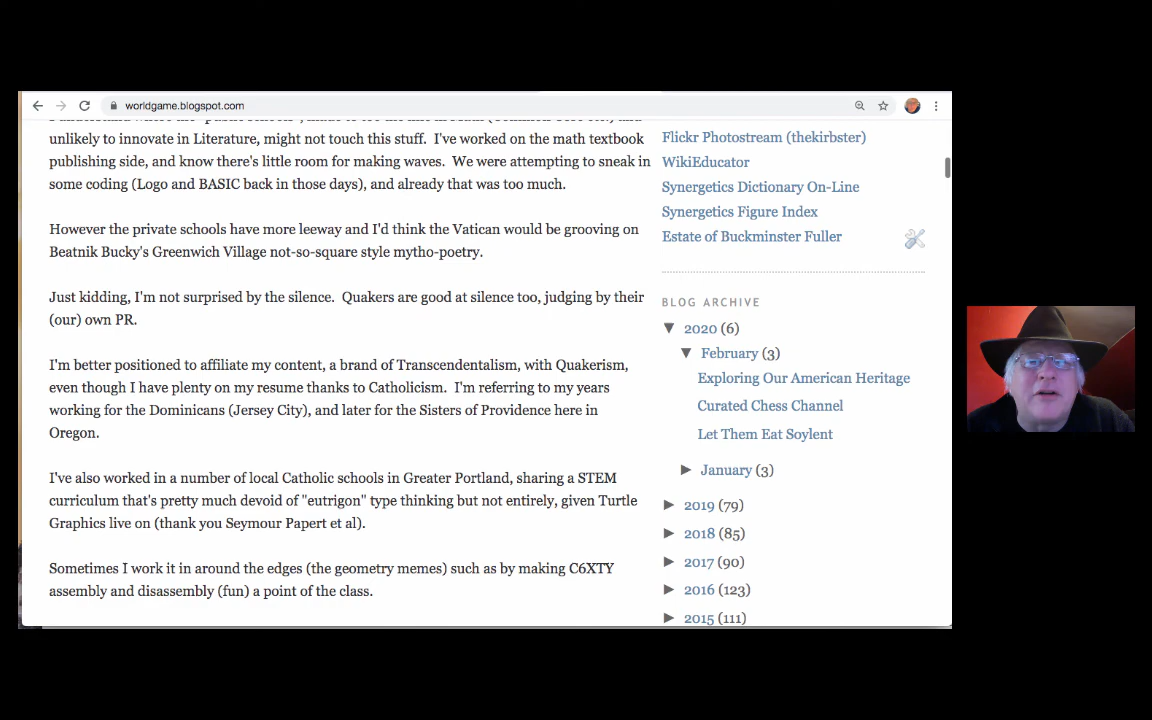 worldgame.blogspot.com
unlikely to innovate in Literature, might not touch this stuff.  I've worked on the math textbook
publishing side, and know there's little room for making waves.  We were attempting to sneak in
some coding (Logo and BASIC back in those days), and already that was too much.
However the private schools have more leeway and I'd think the Vatican would be grooving on
Beatnik Bucky's Greenwich Village not-so-square style mytho-poetry.
Just kidding, I'm not surprised by the silence.  Quakers are good at silence too, judging by their
(our) own PR.
I'm better positioned to affiliate my content, a brand of Transcendentalism, with Quakerism,
even though I have plenty on my resume thanks to Catholicism.  I'm referring to my years
working for the Dominicans (Jersey City), and later for the Sisters of Providence here in
Oregon.
I've also worked in a number of local Catholic schools in Greater Portland, sharing a STEM
curriculum that's pretty much devoid of "eutrigon" type thinking but not entirely, given Turtle
Graphics live on (thank you Seymour Papert et al).
Sometimes I work it in around the edges (the geometry memes) such as by making C6XTY
assembly and disassembly (fun) a point of the class.
Flickr Photostream (thekirbster)
WikiEducator
Synergetics Dictionary On-Line
Synergetics Figure Index
Estate of Buckminster Fuller
BLOG ARCHIVE
▼ 2020 (6)
▼ February (3)
Exploring Our American Heritage
Curated Chess Channel
Let Them Eat Soylent
► January (3)
► 2019 (79)
► 2018 (85)
► 2017 (90)
► 2016 (123)
► 2015 (111)